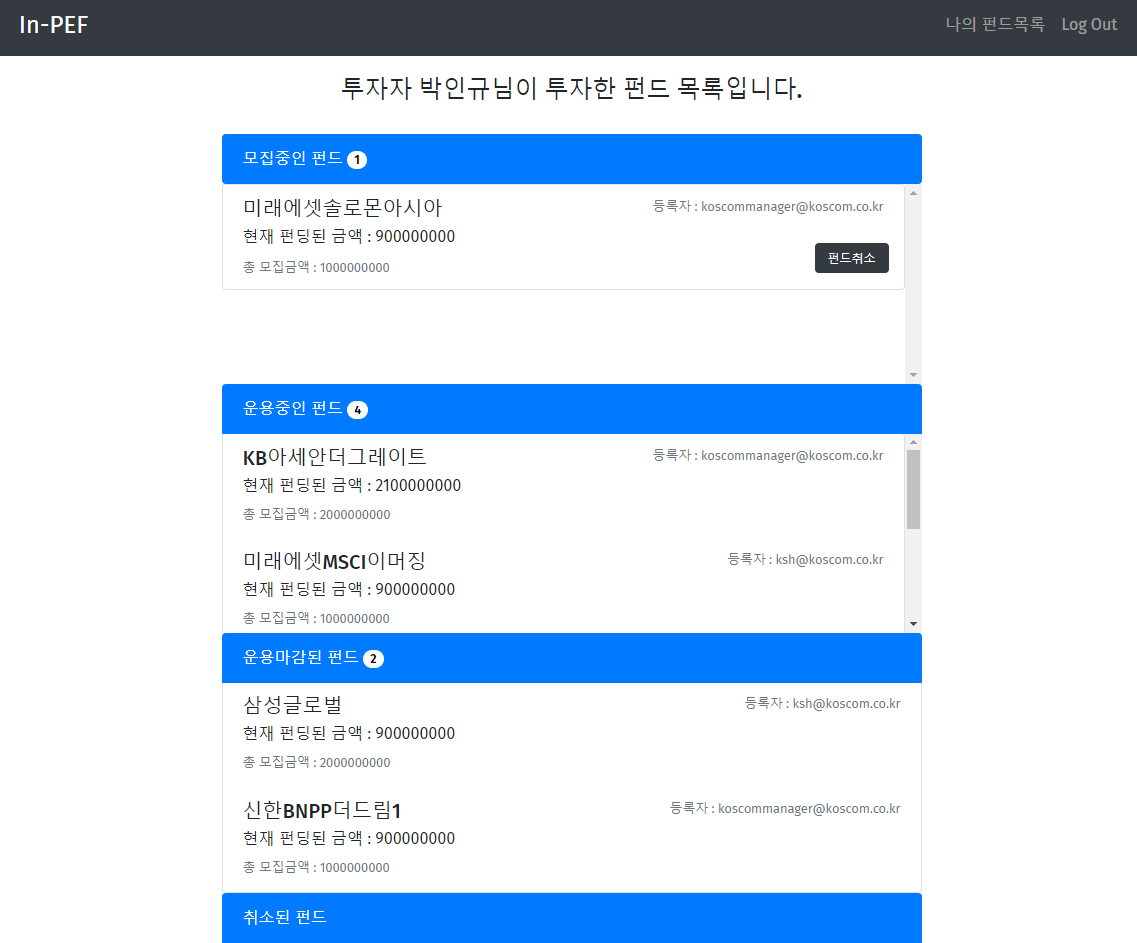 In-PEF
나의 펀드목록 Log Out
투자자 박인규님이 투자한 펀드 목록입니다.
모집중인 펀드 1
미래에셋솔로몬아시아
등록자 : koscommanager@koscom.co.kr
현재 펀딩된 금액 : 900000000
총 모집금액 : 1000000000
펀드취소
운용중인 펀드 4
KB아세안더그레이트
등록자 : koscommanager@koscom.co.kr
현재 펀딩된 금액 : 2100000000
총 모집금액 : 2000000000
미래에셋MSCI이머징
등록자 : ksh@koscom.co.kr
현재 펀딩된 금액 : 900000000
총 모집금액 : 1000000000
운용마감된 펀드 2
삼성글로벌
등록자 : ksh@koscom.co.kr
현재 펀딩된 금액 : 900000000
총 모집금액 : 2000000000
신한BNPP더드림1
등록자 : koscommanager@koscom.co.kr
현재 펀딩된 금액 : 900000000
총 모집금액 : 1000000000
취소된 펀드